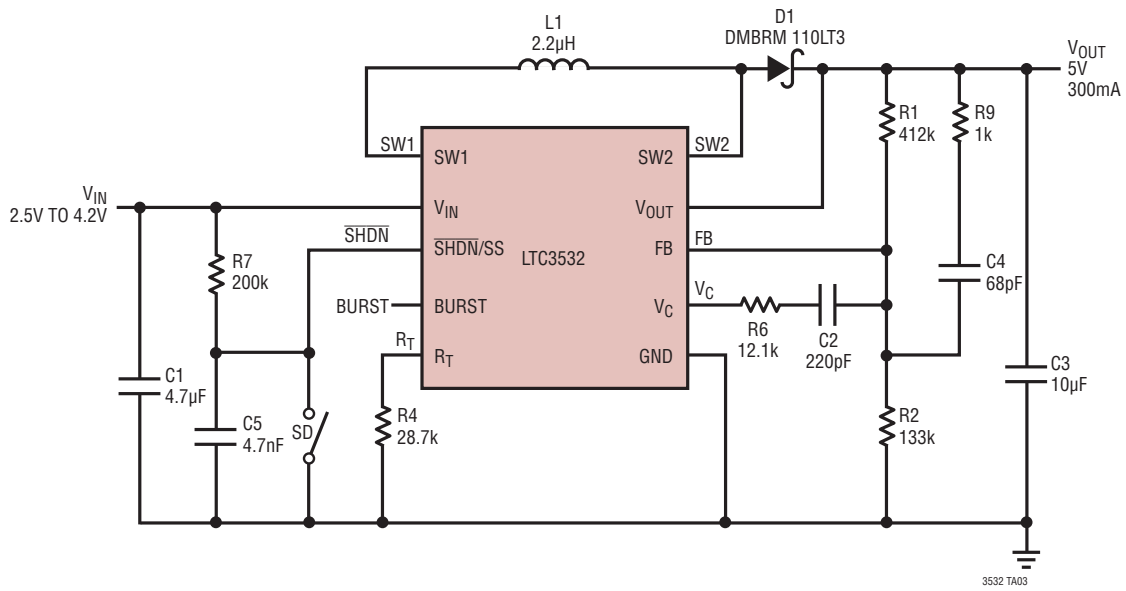 L1
2.2µH
D1
DMBRM 110LT3
VOUT
5V
300mA
R1
412k
R9
1k
SW1
SW1
SW2
SW2
VIN
2.5V TO 4.2V
VIN
VOUT
SHDN
SHDN/SS
LTC3532
FB
FB
R7
200k
C4
68pF
BURST
BURST
VC
VC
R6
12.1k
C2
220pF
RT
RT
GND
C1
4.7µF
C3
10µF
C5
4.7nF
SD
R4
28.7k
R2
133k
3532 TA03